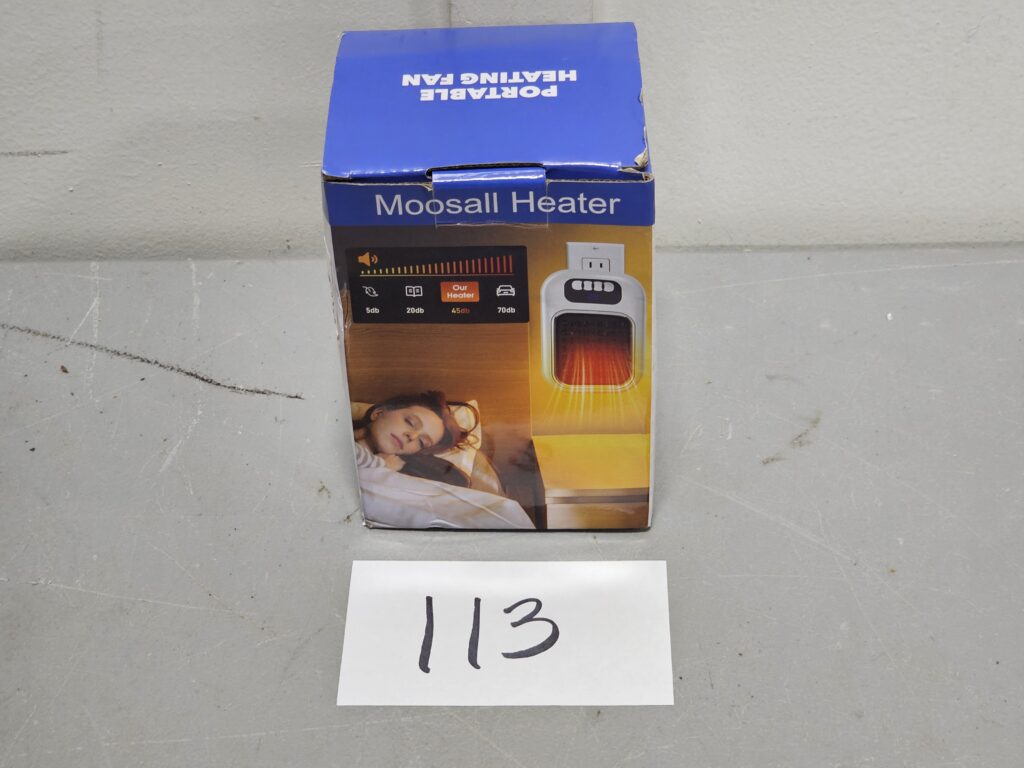 PORTABLE
HEATING FAN
Moosall Heater
Our
Heater
5db 20db 45db 70db
113